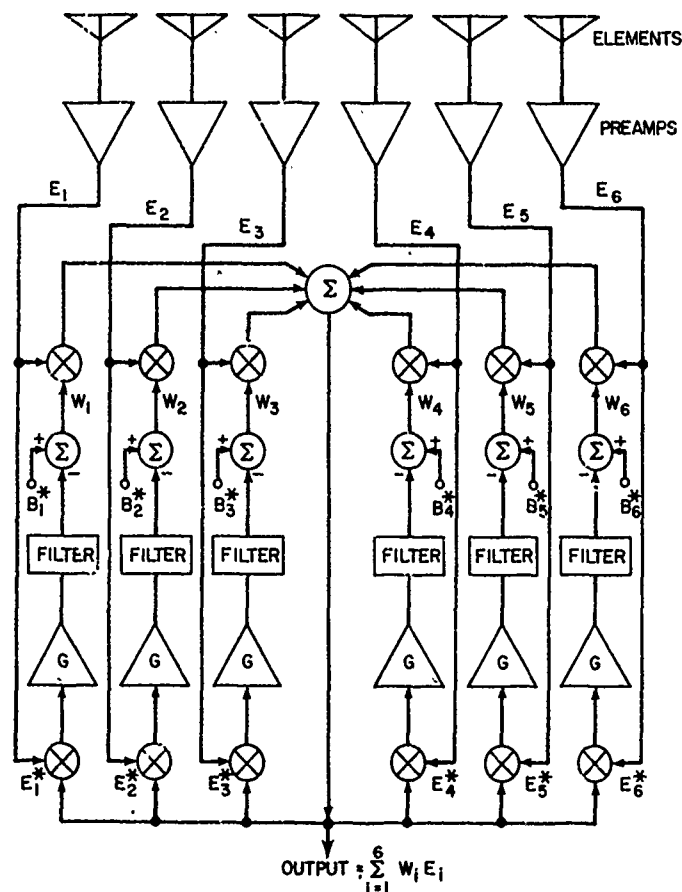 ELEMENTS
PREAMPS
E₁ E₂ E₃ E₄ E₅ E₆
Σ
W₁ W₂ W₃ W₄ W₅ W₆
+ Σ - + Σ - + Σ - - Σ + - Σ + - Σ +
B₁* B₂* B₃* B₄* B₅* B₆*
FILTER FILTER FILTER FILTER FILTER FILTER
G G G G G G
E₁* E₂* E₃* E₄* E₅* E₆*
OUTPUT = 6 Σ i=1 Wᵢ Eᵢ